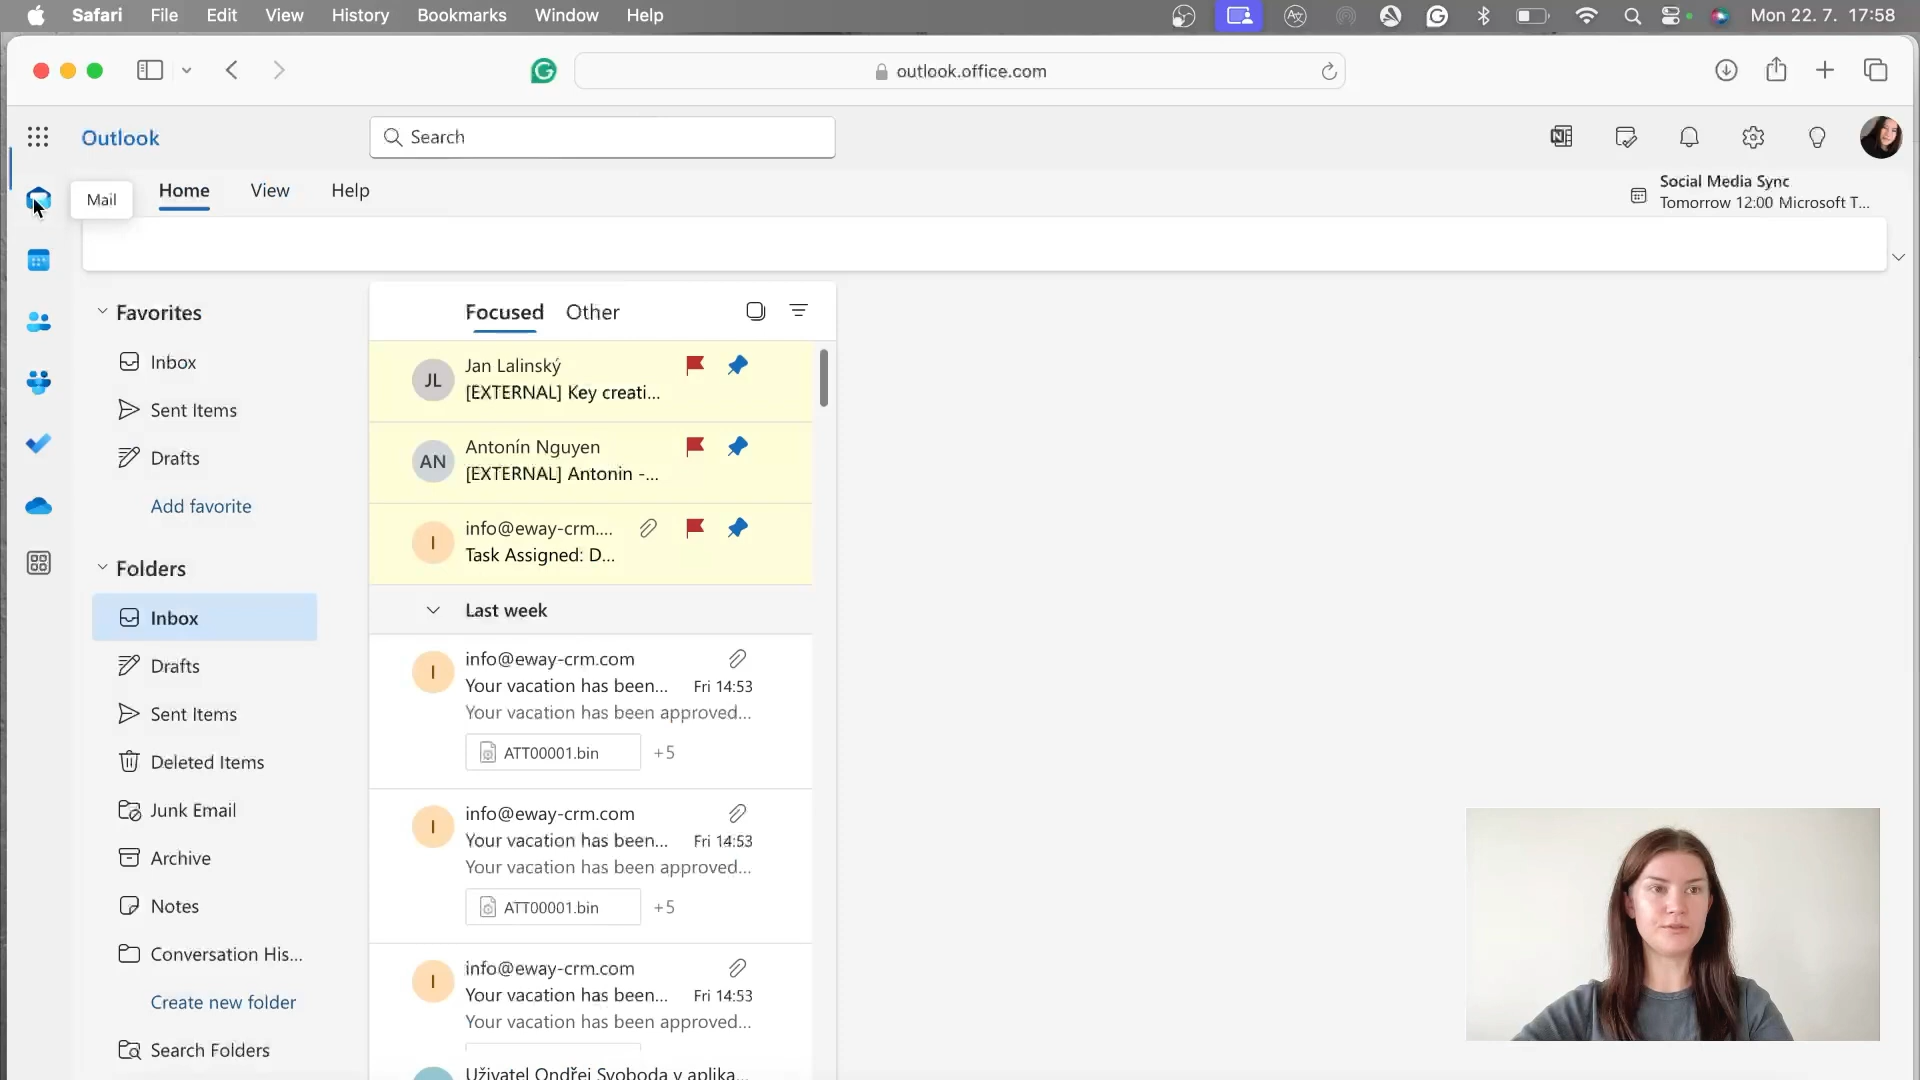 Safari File Edit View History Bookmarks Window Help
Mon 22. 7. 17:58
outlook.office.com
Outlook
Search
Mail
Home View Help
Social Media Sync
Tomorrow 12:00 Microsoft T...
Favorites
Inbox
Sent Items
Drafts
Add favorite
Folders
Inbox
Drafts
Sent Items
Deleted Items
Junk Email
Archive
Notes
Conversation His...
Create new folder
Search Folders
Focused Other
JL
Jan Lalinský
[EXTERNAL] Key creati...
AN
Antonín Nguyen
[EXTERNAL] Antonin -...
I
info@eway-crm....
Task Assigned: D...
Last week
I
info@eway-crm.com
Your vacation has been... Fri 14:53
Your vacation has been approved...
ATT00001.bin +5
I
info@eway-crm.com
Your vacation has been... Fri 14:53
Your vacation has been approved...
ATT00001.bin +5
I
info@eway-crm.com
Your vacation has been... Fri 14:53
Your vacation has been approved...
Uživatel Ondřej Svoboda v aplika...